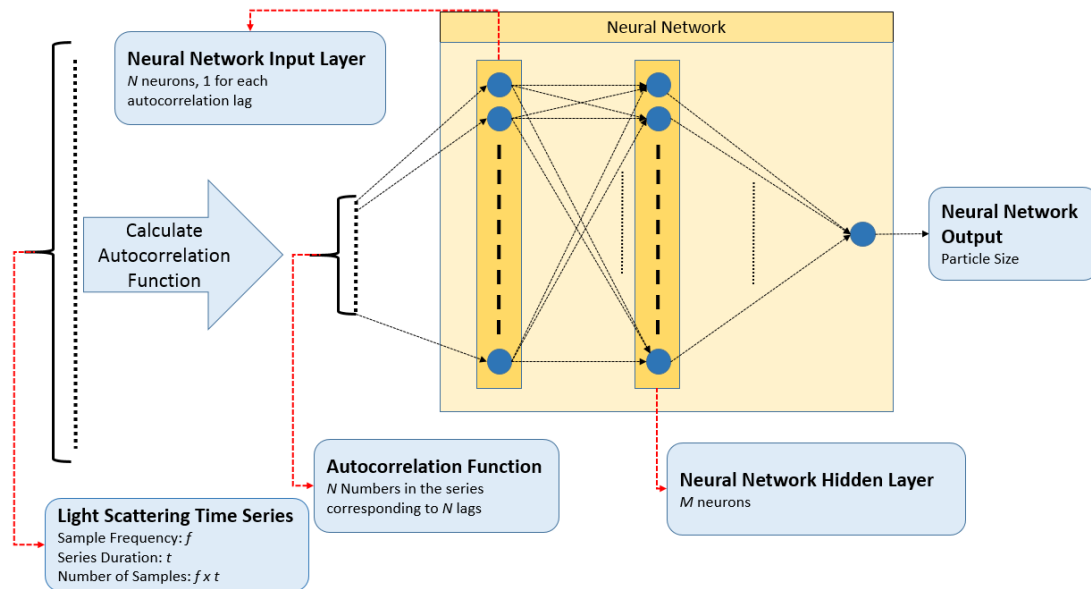 Neural Network
Neural Network Input Layer
N neurons, 1 for each
autocorrelation lag
Calculate
Autocorrelation
Function
Neural Network
Output
Particle Size
Autocorrelation Function
N Numbers in the series
corresponding to N lags
Neural Network Hidden Layer
M neurons
Light Scattering Time Series
Sample Frequency: f
Series Duration: t
Number of Samples: f x t